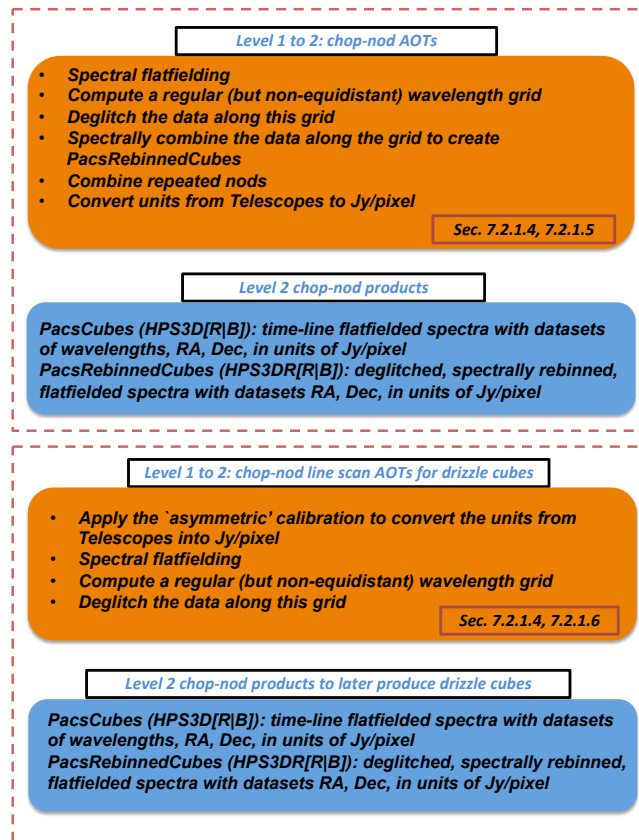 Level 1 to 2: chop-nod AOTs
• Spectral flatfielding
• Compute a regular (but non-equidistant) wavelength grid
• Deglitch the data along this grid
• Spectrally combine the data along the grid to create
PacsRebinnedCubes
• Combine repeated nods
• Convert units from Telescopes to Jy/pixel
Sec. 7.2.1.4, 7.2.1.5
Level 2 chop-nod products
PacsCubes (HPS3D[R|B]): time-line flatfielded spectra with datasets
of wavelengths, RA, Dec, in units of Jy/pixel
PacsRebinnedCubes (HPS3DR[R|B]): deglitched, spectrally rebinned,
flatfielded spectra with datasets RA, Dec, in units of Jy/pixel
Level 1 to 2: chop-nod line scan AOTs for drizzle cubes
• Apply the `asymmetric’ calibration to convert the units from
Telescopes into Jy/pixel
• Spectral flatfielding
• Compute a regular (but non-equidistant) wavelength grid
• Deglitch the data along this grid
Sec. 7.2.1.4, 7.2.1.6
Level 2 chop-nod products to later produce drizzle cubes
PacsCubes (HPS3D[R|B]): time-line flatfielded spectra with datasets
of wavelengths, RA, Dec, in units of Jy/pixel
PacsRebinnedCubes (HPS3DR[R|B]): deglitched, spectrally rebinned,
flatfielded spectra with datasets RA, Dec, in units of Jy/pixel